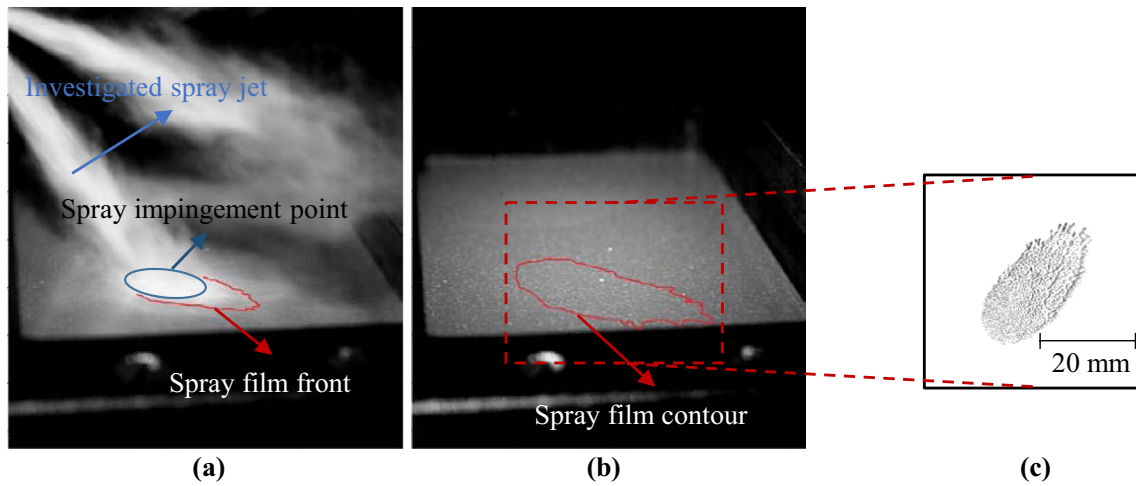 Investigated spray jet
Spray impingement point
Spray film front
Spray film contour
20 mm
(a)
(b)
(c)